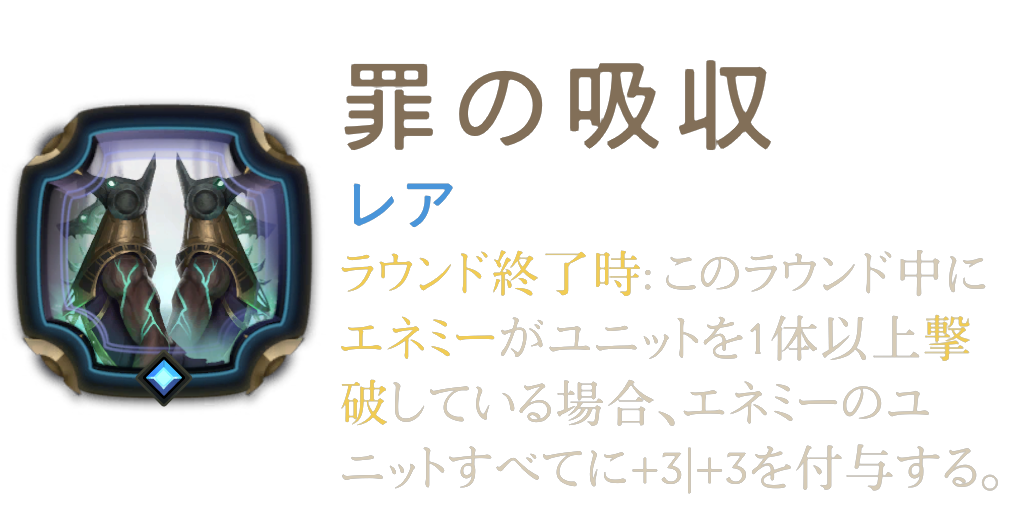 罪の吸収
レア
ラウンド終了時: このラウンド中に
エネミーがユニットを1体以上撃
破している場合、エネミーのユ
ニットすべてに+3|+3を付与する。